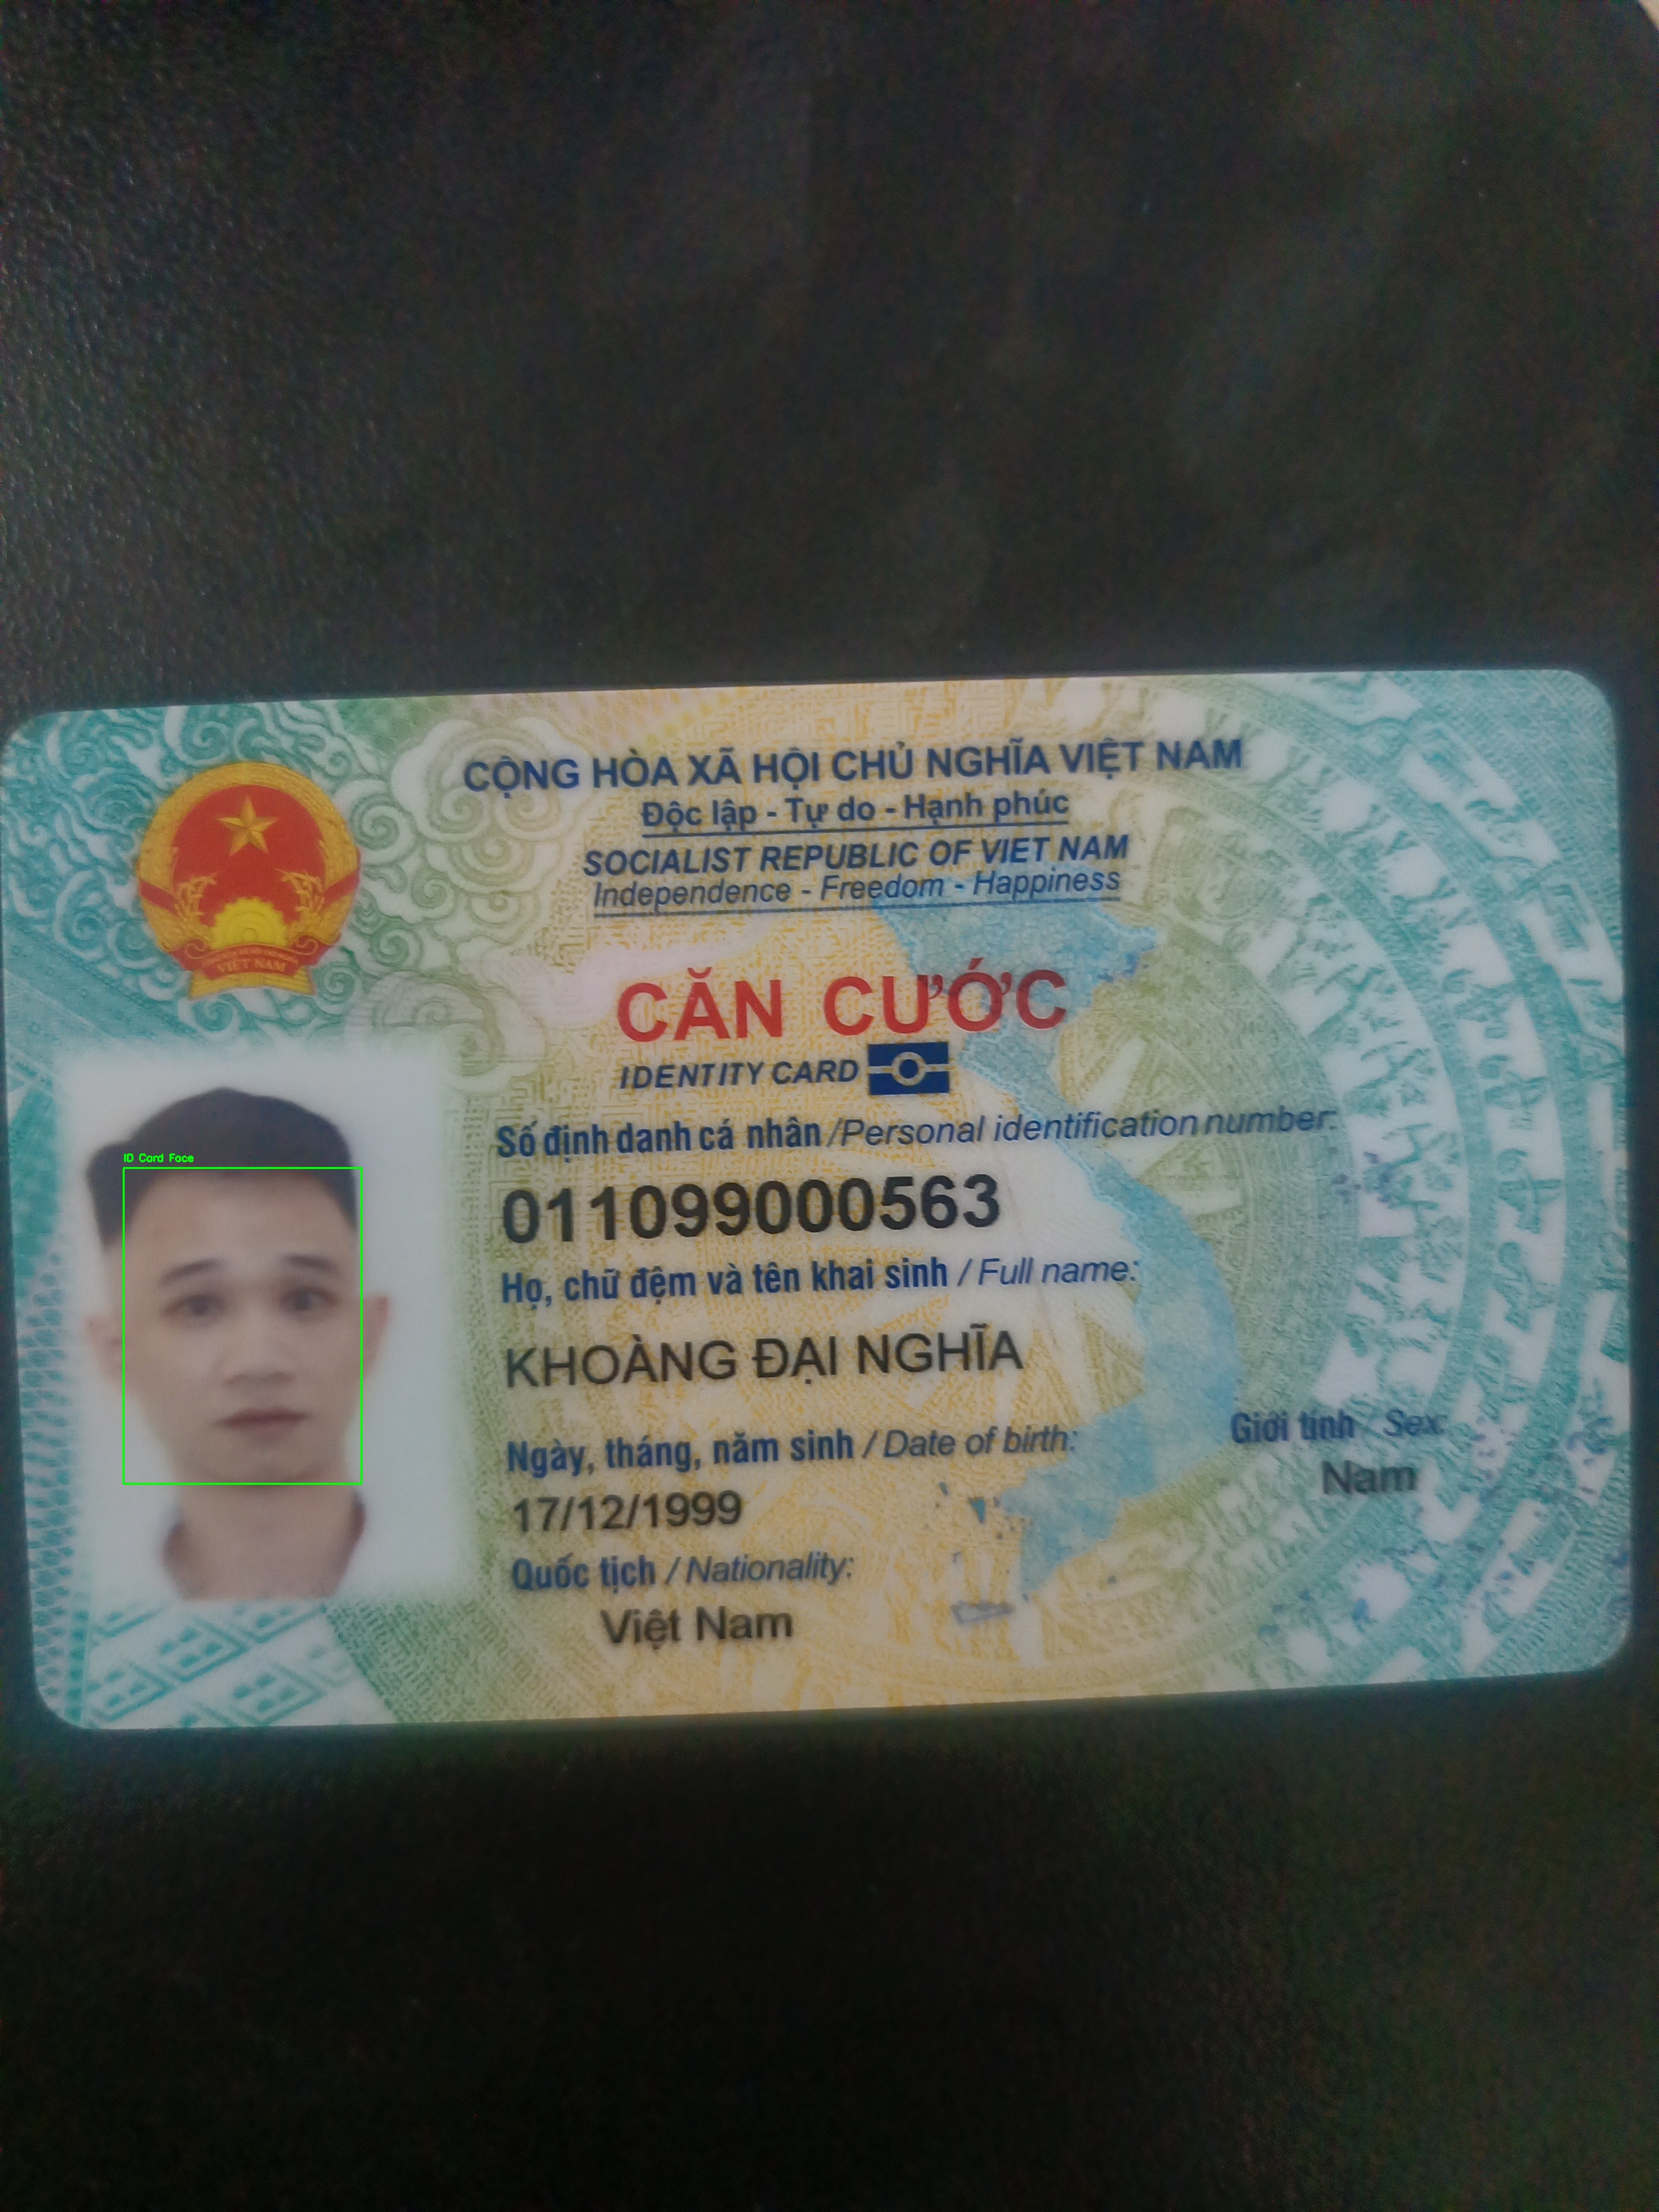 CỘNG HÒA XÃ HỘI CHỦ NGHĨA VIỆT NAM
Độc lập - Tự do - Hạnh phúc
SOCIALIST REPUBLIC OF VIET NAM
Independence - Freedom - Happiness
VIỆT NAM
CĂN CƯỚC
IDENTITY CARD
Số định danh cá nhân /Personal identification number:
011099000563
Họ, chữ đệm và tên khai sinh / Full name:
KHOÀNG ĐẠI NGHĨA
Ngày, tháng, năm sinh / Date of birth:
17/12/1999
Giới tính / Sex:
Nam
Quốc tịch / Nationality:
Việt Nam
ID Card Face